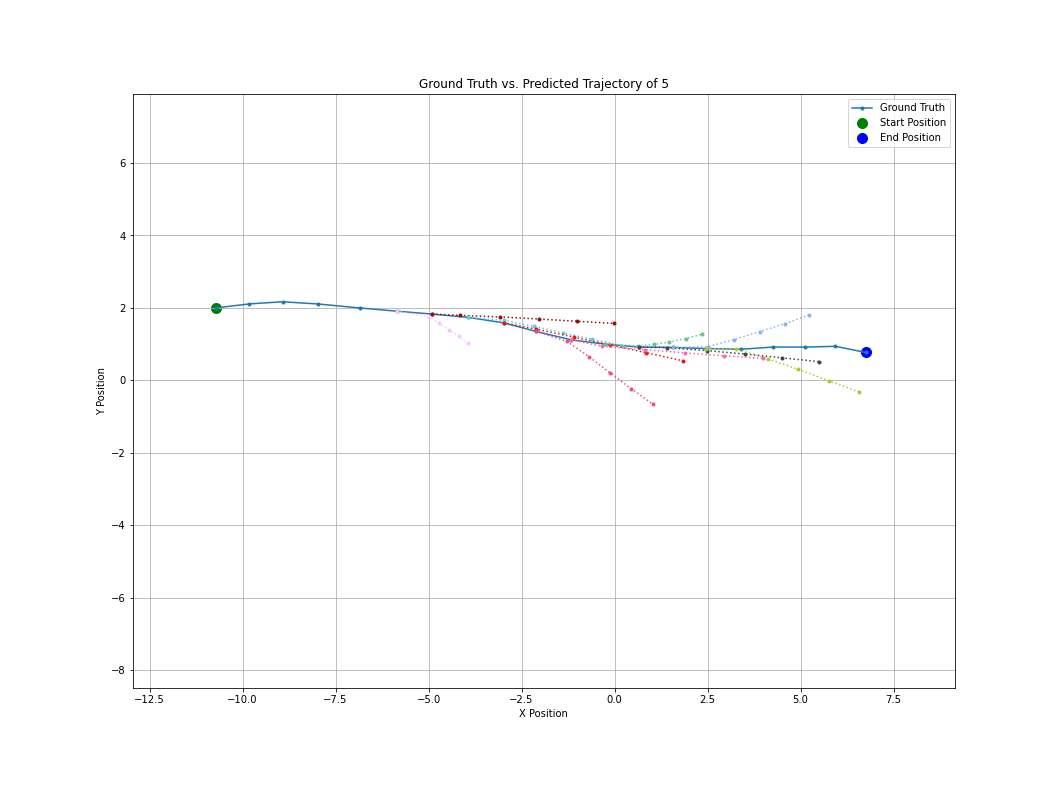 Ground Truth vs. Predicted Trajectory of 5
Ground Truth
Start Position
End Position
6
4
2
0
−2
−4
−6
−8
Y Position
−12.5 −10.0 −7.5 −5.0 −2.5 0.0 2.5 5.0 7.5
X Position